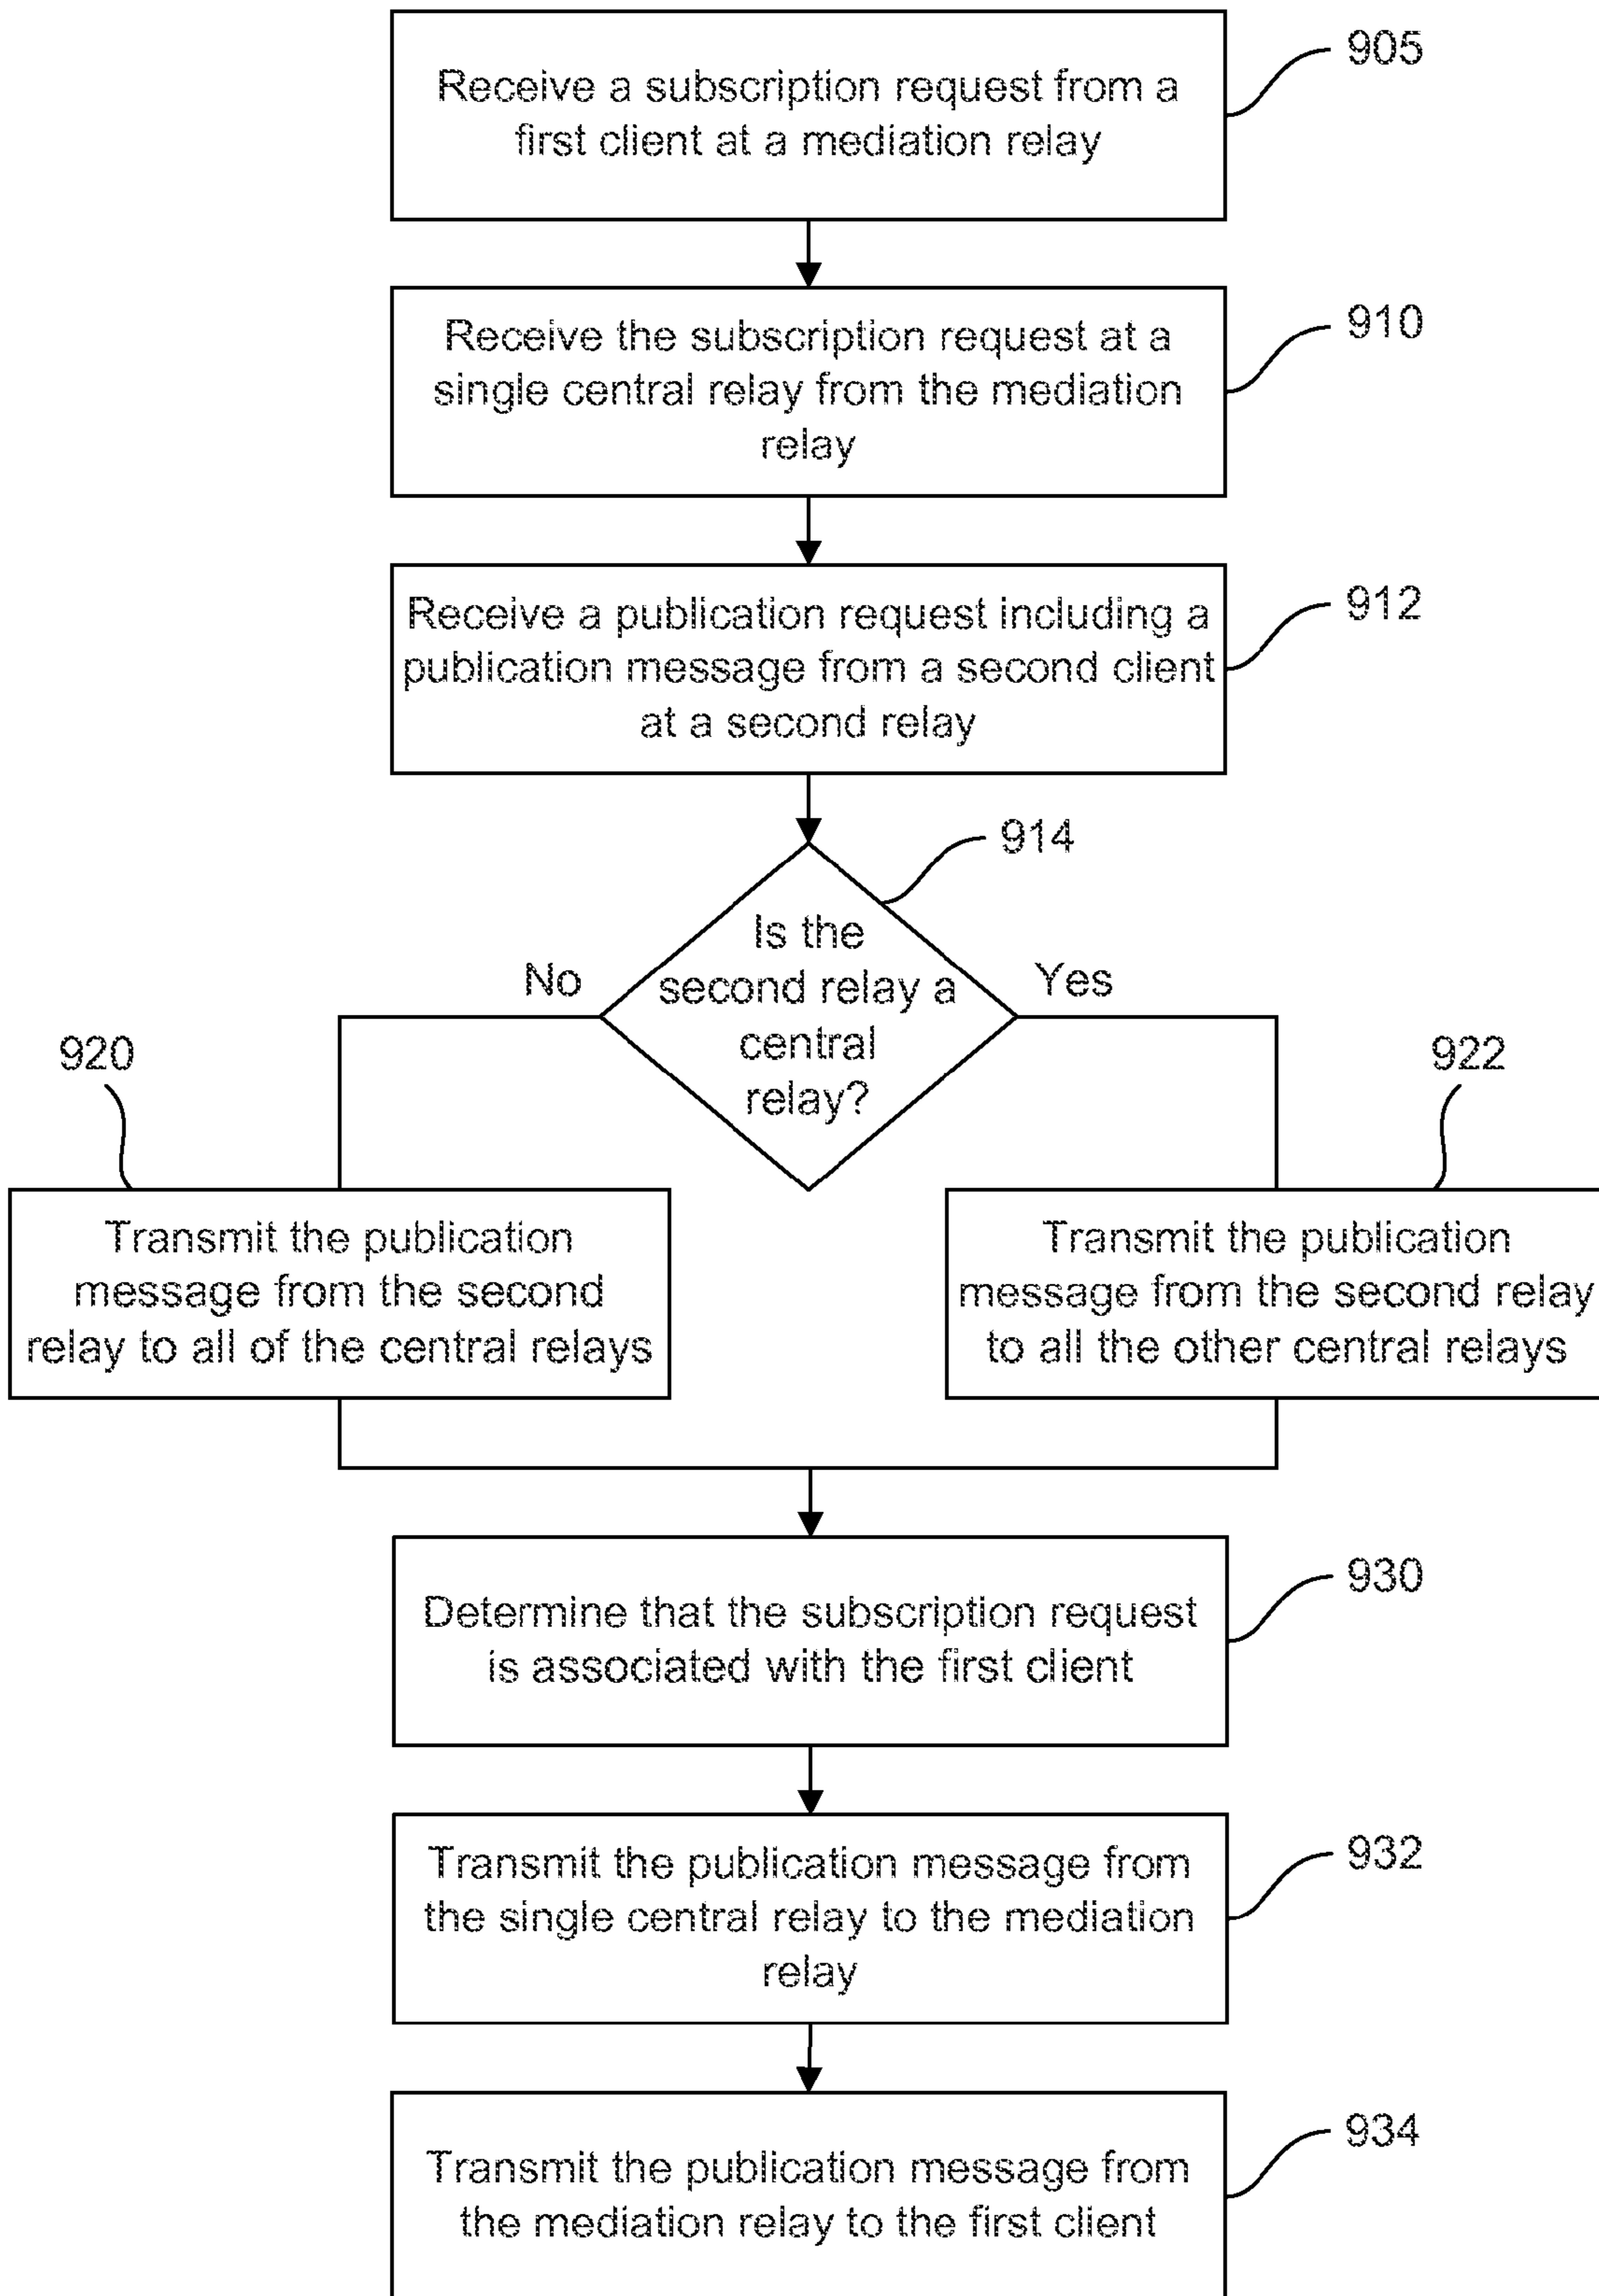 905
Receive a subscription request from a
first client at a mediation relay
910
Receive the subscription request at a
single central relay from the mediation
relay
912
Receive a publication request including a
publication message from a second client
at a second relay
914
Is the
second relay a
central
relay?
No
Yes
920
922
Transmit the publication
message from the second
relay to all of the central relays
Transmit the publication
message from the second relay
to all the other central relays
930
Determine that the subscription request
is associated with the first client
932
Transmit the publication message from
the single central relay to the mediation
relay
934
Transmit the publication message from
the mediation relay to the first client